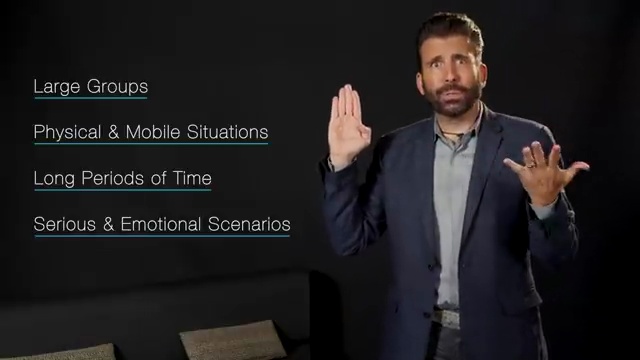 Large Groups
Physical & Mobile Situations
Long Periods of Time
Serious & Emotional Scenarios